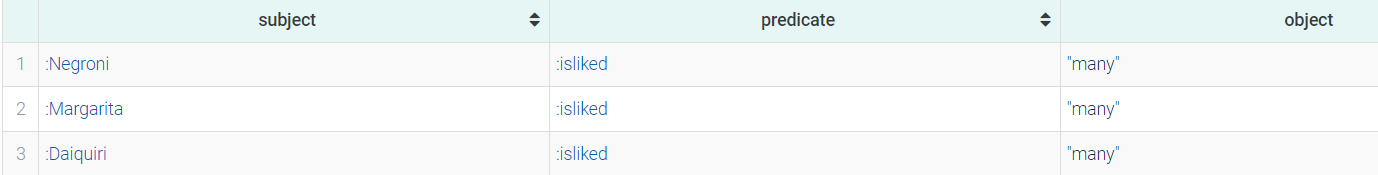 subject predicate object
1 :Negroni :isliked "many"
2 :Margarita :isliked "many"
3 :Daiquiri :isliked "many"